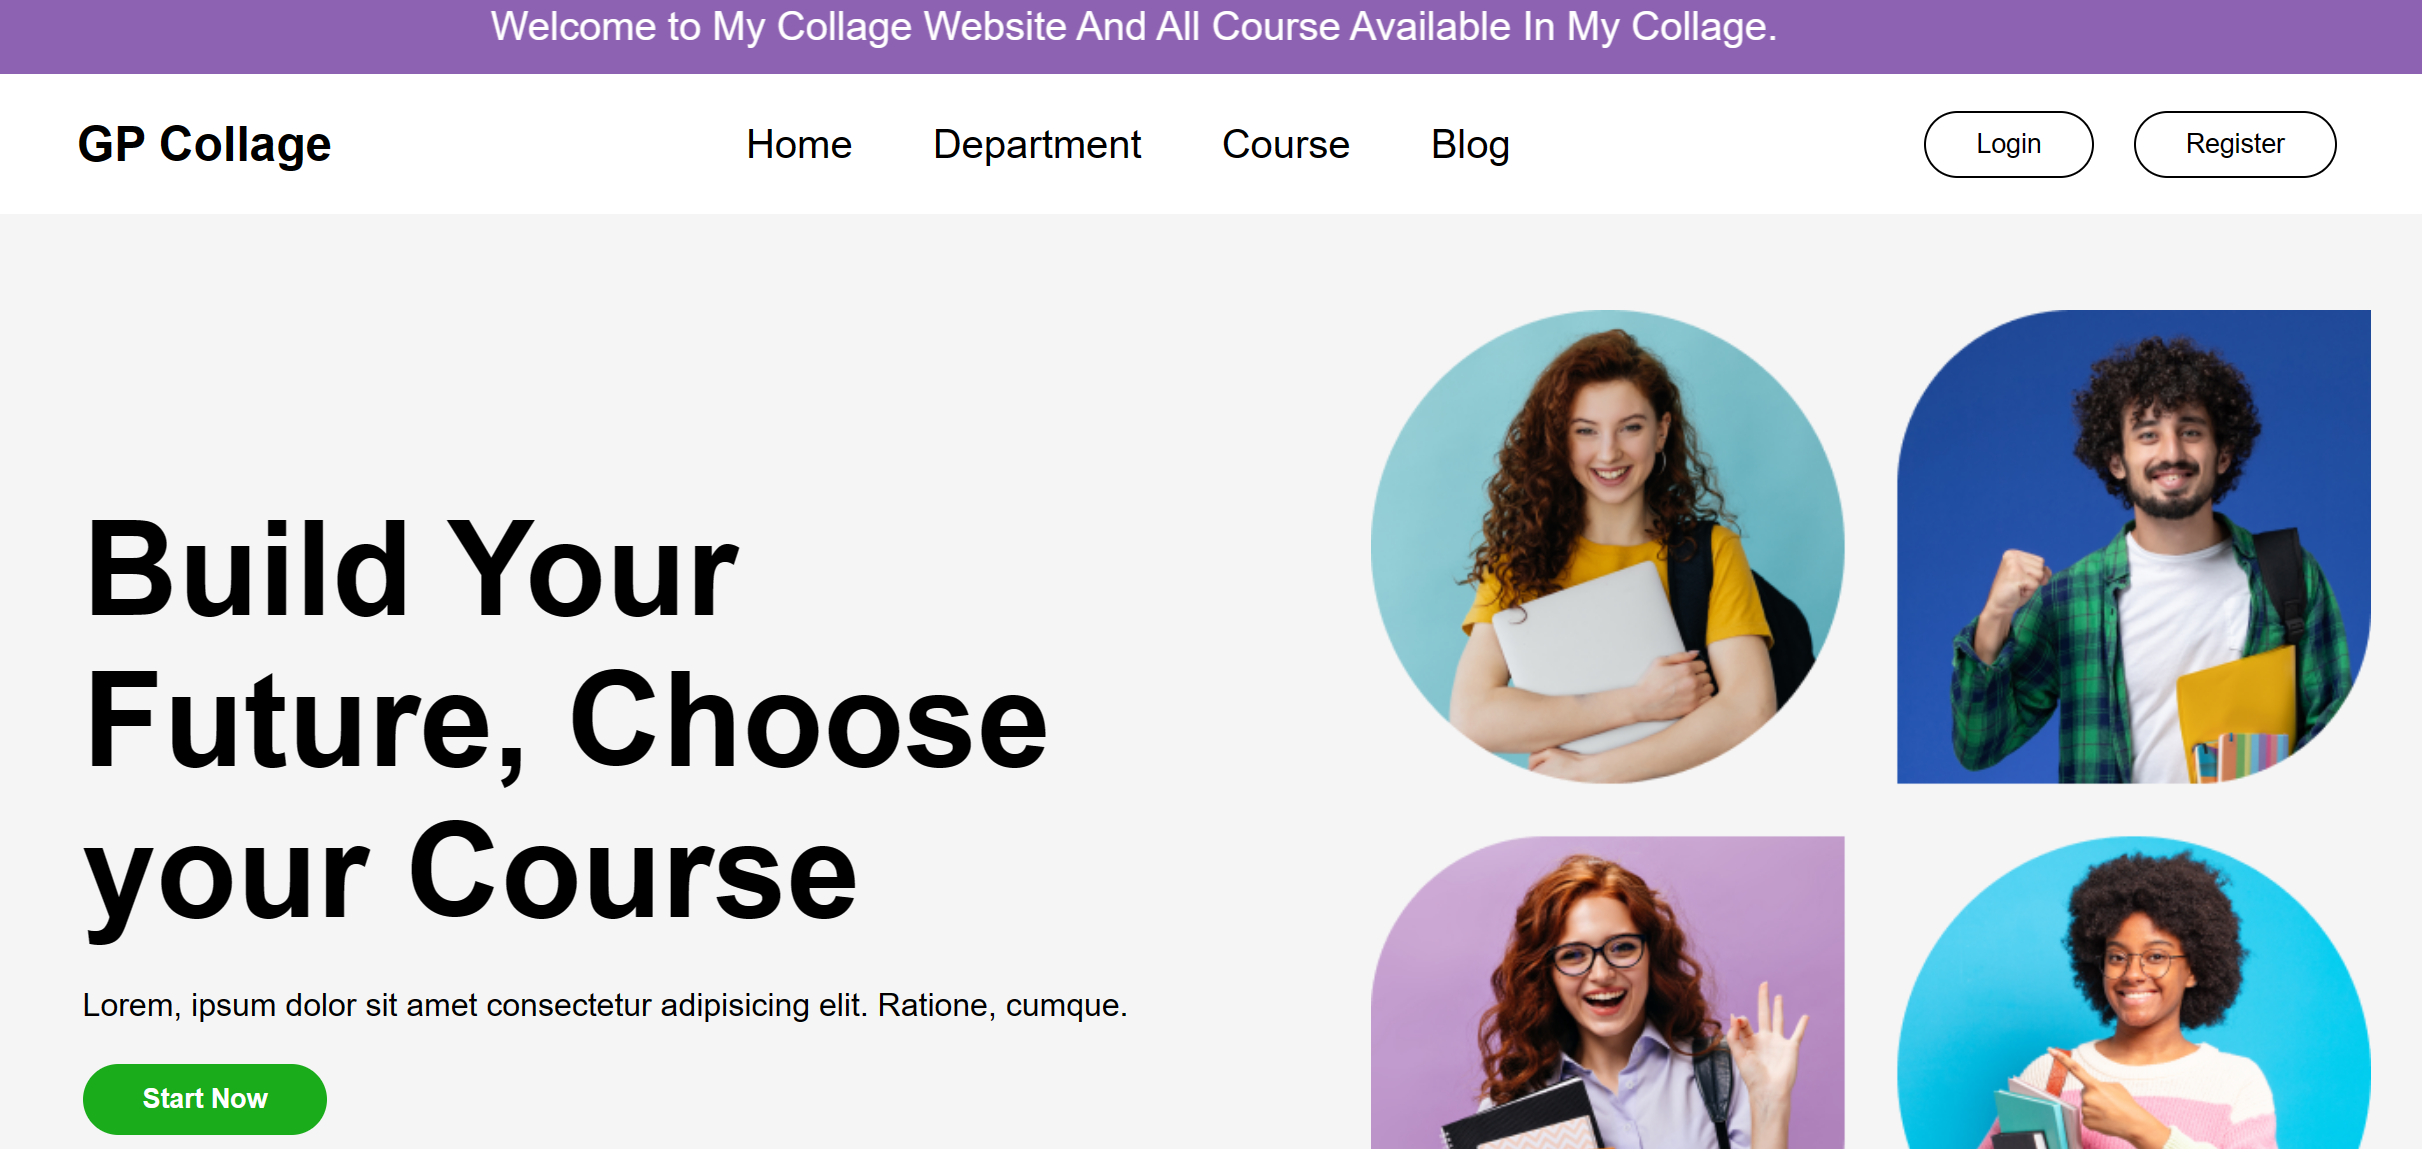 Welcome to My Collage Website And All Course Available In My Collage.
GP Collage
Home
Department
Course
Blog
Login
Register
Build Your
Future, Choose
your Course
Lorem, ipsum dolor sit amet consectetur adipisicing elit. Ratione, cumque.
Start Now